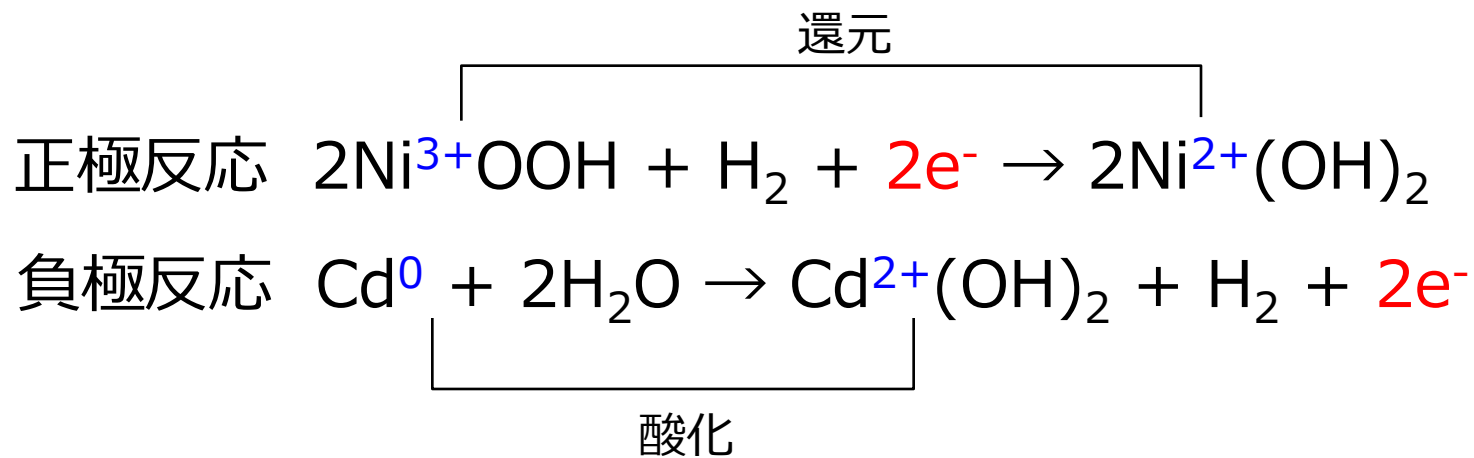 還元
正極反応 2Ni³⁺OOH + H₂ + 2e⁻ → 2Ni²⁺(OH)₂
負極反応 Cd⁰ + 2H₂O → Cd²⁺(OH)₂ + H₂ + 2e⁻
酸化